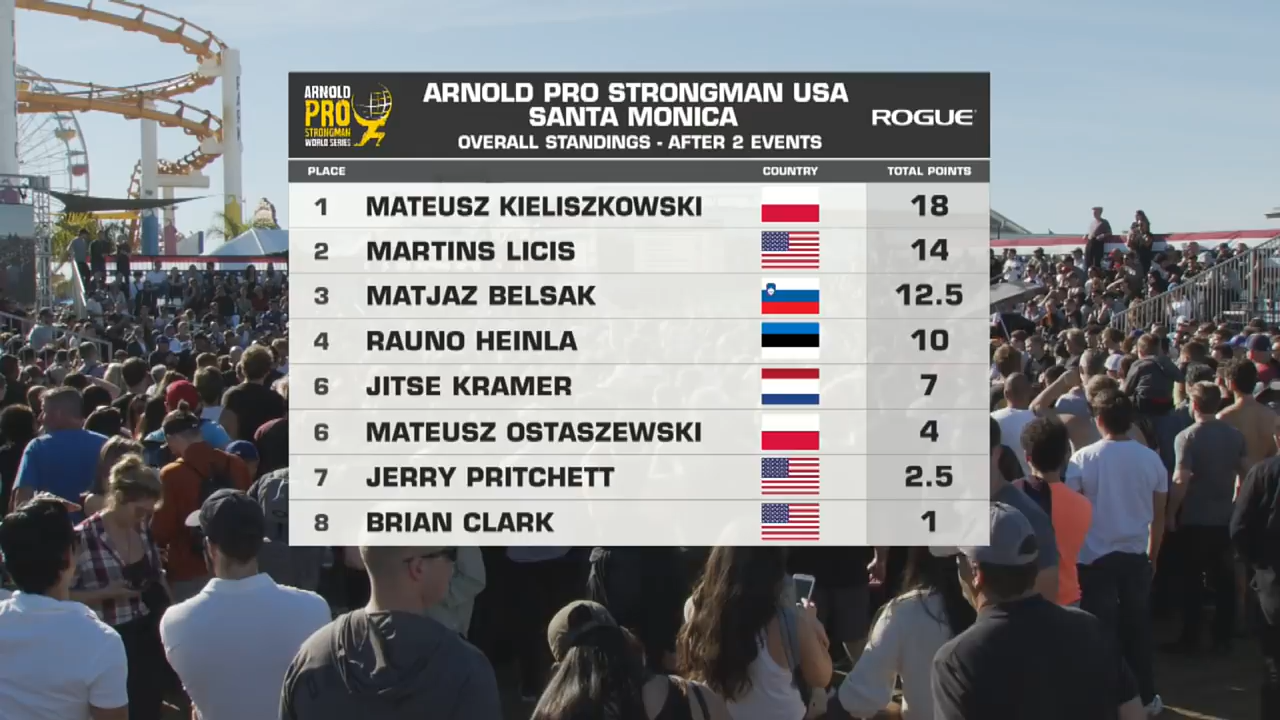 ARNOLD
PRO
STRONGMAN
WORLD SERIES
ARNOLD PRO STRONGMAN USA
SANTA MONICA
OVERALL STANDINGS - AFTER 2 EVENTS
ROGUE
PLACE COUNTRY TOTAL POINTS
1 MATEUSZ KIELISZKOWSKI 18
2 MARTINS LICIS 14
3 MATJAZ BELSAK 12.5
4 RAUNO HEINLA 10
6 JITSE KRAMER 7
6 MATEUSZ OSTASZEWSKI 4
7 JERRY PRITCHETT 2.5
8 BRIAN CLARK 1